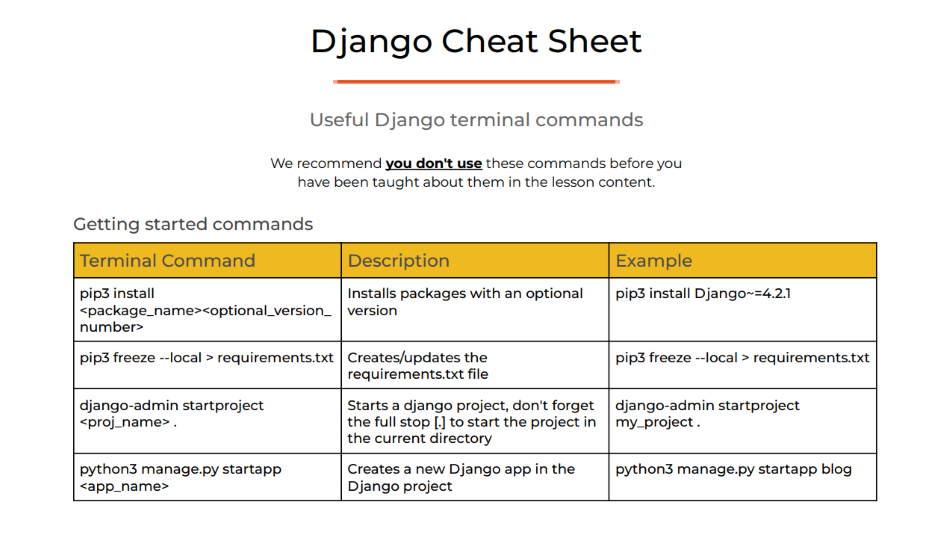 Django Cheat Sheet
Useful Django terminal commands
We recommend you don't use these commands before you
have been taught about them in the lesson content.
Getting started commands
Terminal Command
Description
Example
pip3 install
<package_name><optional_version_
number>
Installs packages with an optional
version
pip3 install Django~=4.2.1
pip3 freeze --local > requirements.txt
Creates/updates the
requirements.txt file
pip3 freeze --local > requirements.txt
django-admin startproject
<proj_name> .
Starts a django project, don't forget
the full stop [.] to start the project in
the current directory
django-admin startproject
my_project .
python3 manage.py startapp
<app_name>
Creates a new Django app in the
Django project
python3 manage.py startapp blog